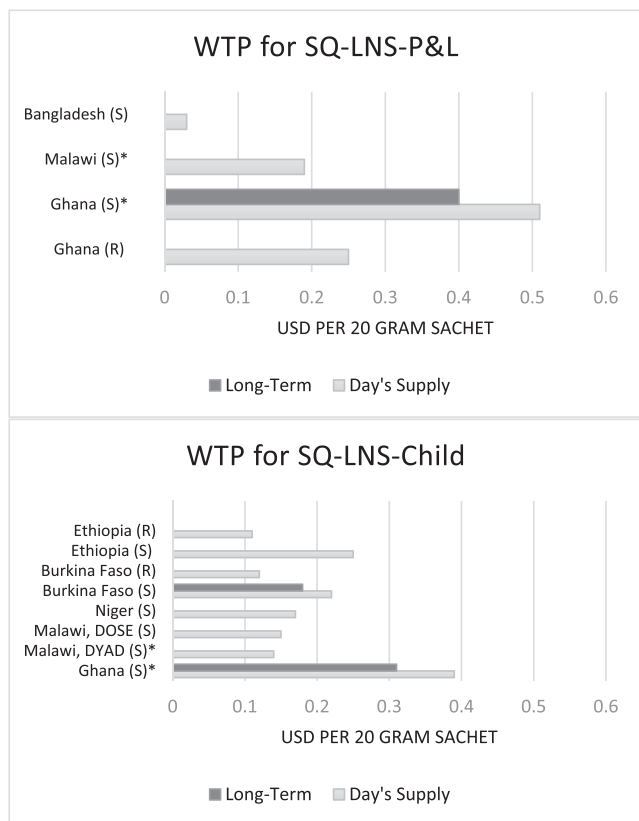 WTP for SQ-LNS-P&L
Bangladesh (S)
Malawi (S)*
Ghana (S)*
Ghana (R)
0 0.1 0.2 0.3 0.4 0.5 0.6
USD PER 20 GRAM SACHET
Long-Term Day's Supply
WTP for SQ-LNS-Child
Ethiopia (R)
Ethiopia (S)
Burkina Faso (R)
Burkina Faso (S)
Niger (S)
Malawi, DOSE (S)
Malawi, DYAD (S)*
Ghana (S)*
0 0.1 0.2 0.3 0.4 0.5 0.6
USD PER 20 GRAM SACHET
Long-Term Day's Supply